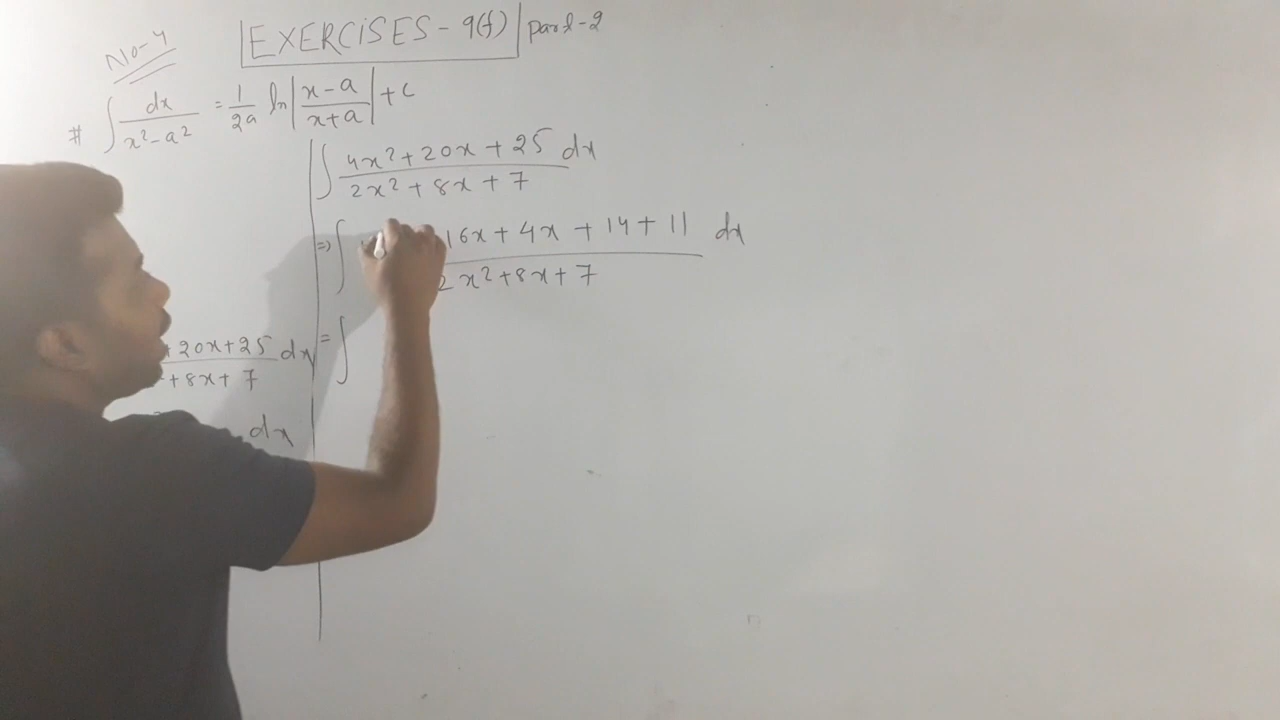 No-4
EXERCISES - 9(f) part-2
# ∫ dx / x² - a² = 1/2a ln |x-a / x+a| + c
∫ 4x² + 20x + 25 / 2x² + 8x + 7 dx
=> ∫ 16x + 4x + 14 + 11 / 2x² + 8x + 7 dx
= ∫
+ 20x + 25 / + 8x + 7 dx
dx